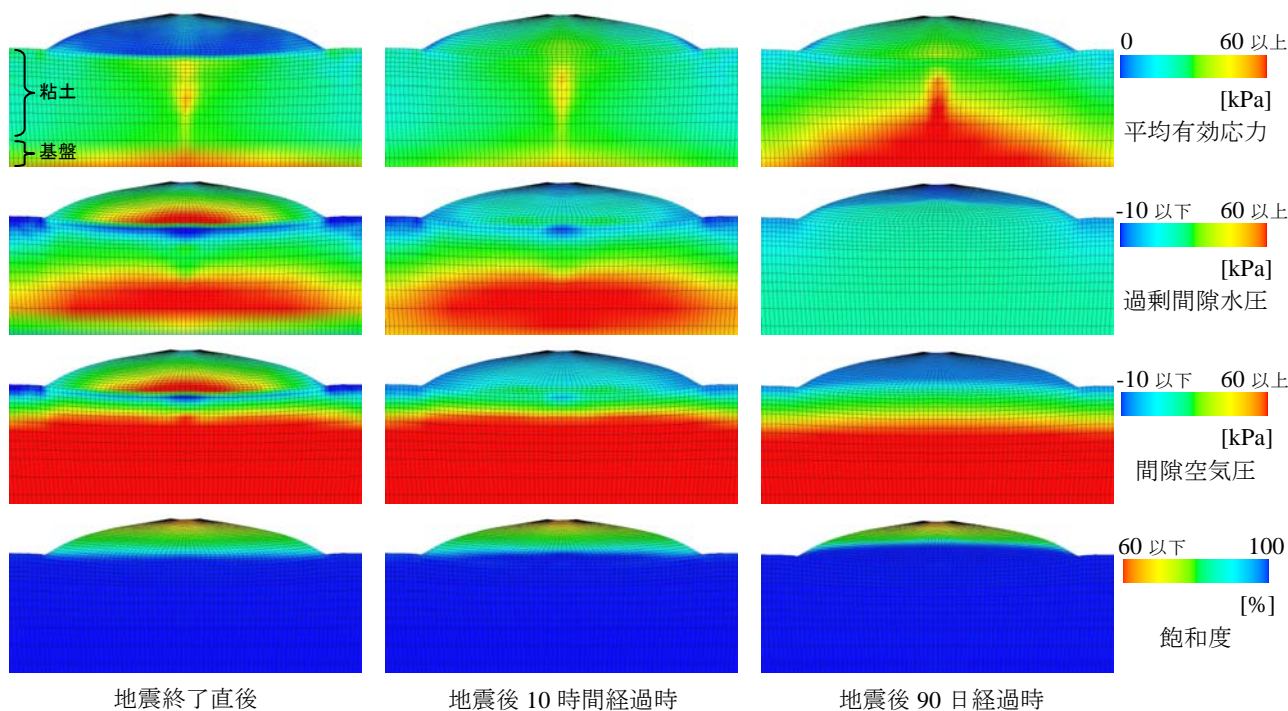 粘土
基盤
0 60 以上
[kPa]
平均有効応力
-10 以下 60 以上
[kPa]
過剰間隙水圧
-10 以下 60 以上
[kPa]
間隙空気圧
60 以下 100
[%]
飽和度
地震終了直後
地震後 10 時間経過時
地震後 90 日経過時